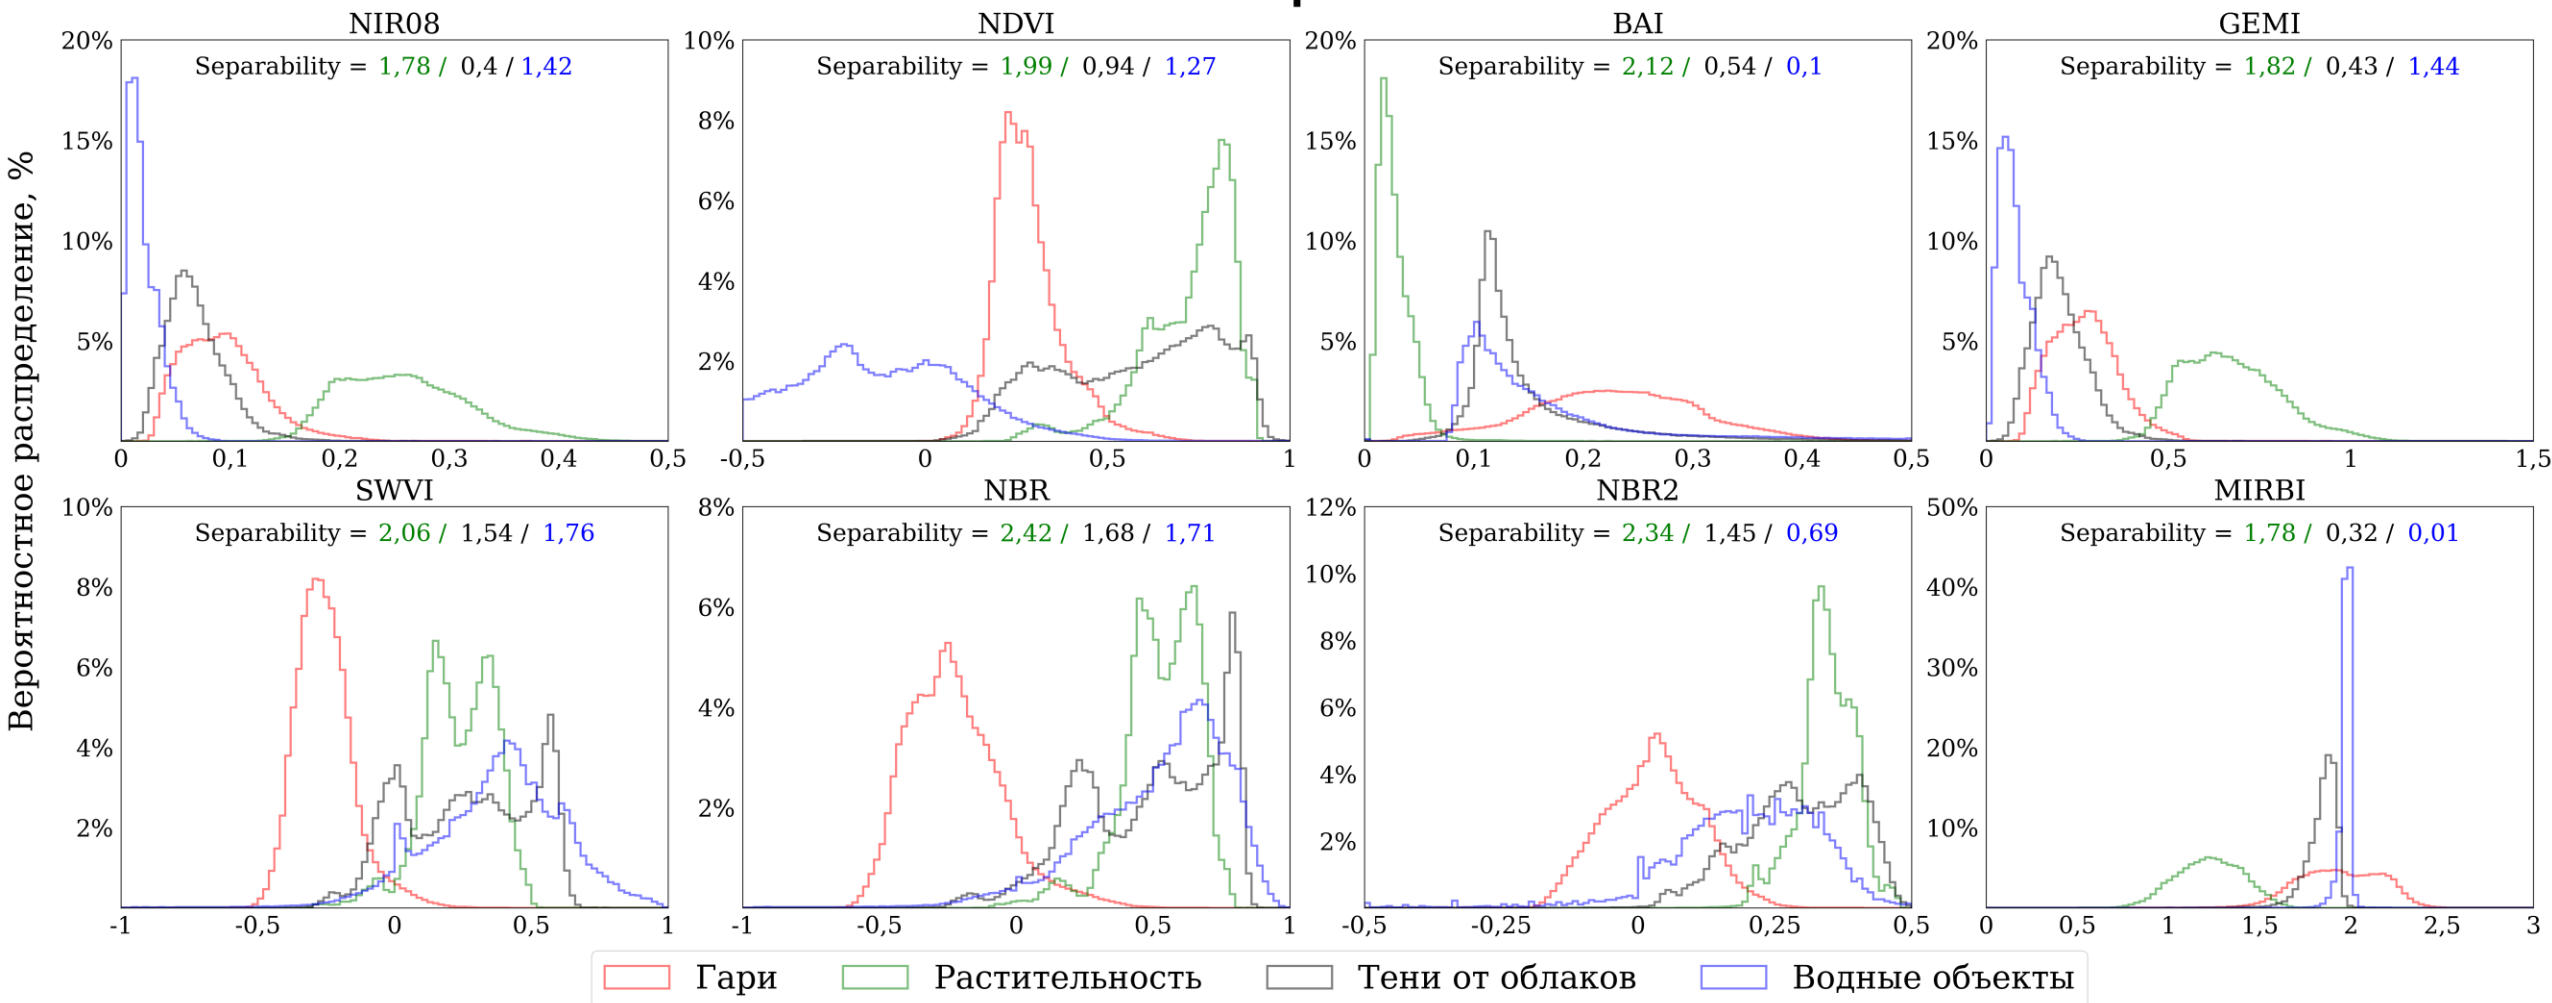 Вероятностное распределение, %
NIR08
Separability = 1,78 / 0,4 / 1,42
20%
15%
10%
5%
0 0,1 0,2 0,3 0,4 0,5
NDVI
Separability = 1,99 / 0,94 / 1,27
10%
8%
6%
4%
2%
-0,5 0 0,5 1
BAI
Separability = 2,12 / 0,54 / 0,1
20%
15%
10%
5%
0 0,1 0,2 0,3 0,4 0,5
GEMI
Separability = 1,82 / 0,43 / 1,44
20%
15%
10%
5%
0 0,5 1 1,5
SWVI
Separability = 2,06 / 1,54 / 1,76
10%
8%
6%
4%
2%
-1 -0,5 0 0,5 1
NBR
Separability = 2,42 / 1,68 / 1,71
8%
6%
4%
2%
-1 -0,5 0 0,5 1
NBR2
Separability = 2,34 / 1,45 / 0,69
12%
10%
8%
6%
4%
2%
-0,5 -0,25 0 0,25 0,5
MIRBI
Separability = 1,78 / 0,32 / 0,01
50%
40%
30%
20%
10%
0 0,5 1 1,5 2 2,5 3
Гари Растительность Тени от облаков Водные объекты